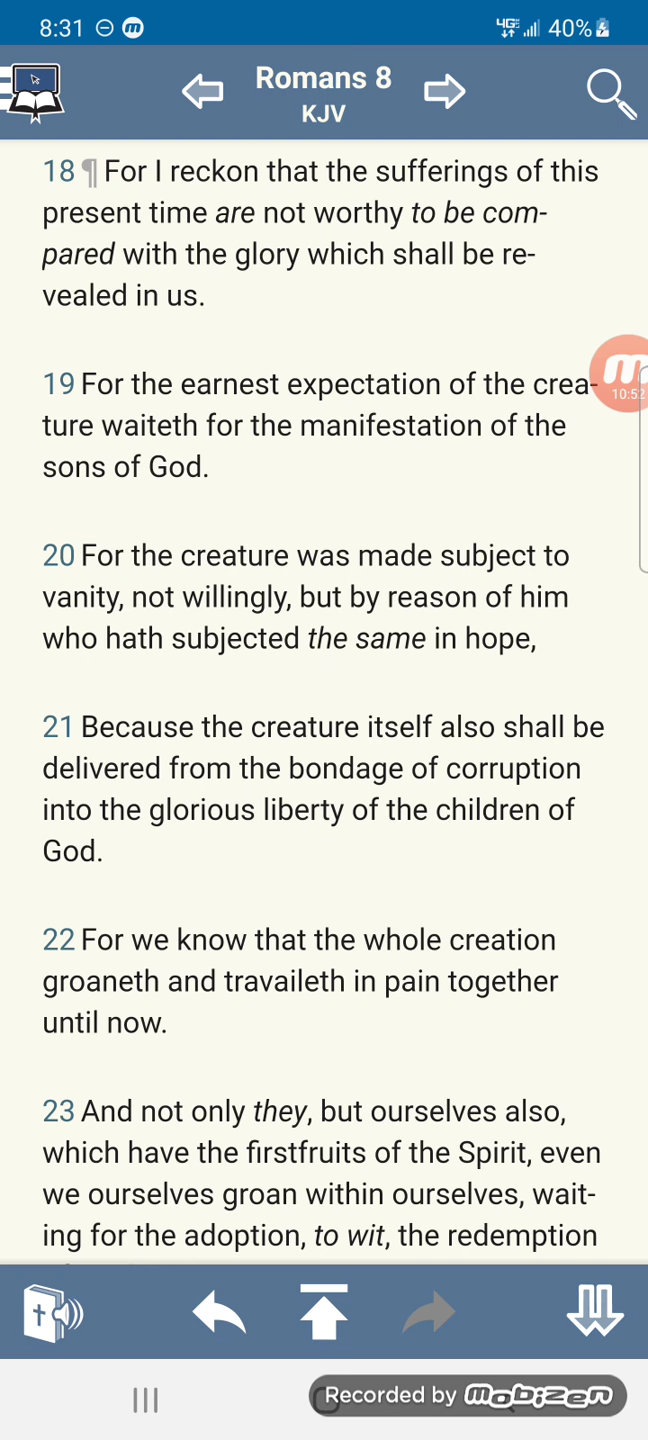 8:31
4G 40%
Romans 8
KJV
18 ¶ For I reckon that the sufferings of this
present time are not worthy to be com-
pared with the glory which shall be re-
vealed in us.
10:52
19 For the earnest expectation of the crea-
ture waiteth for the manifestation of the
sons of God.
20 For the creature was made subject to
vanity, not willingly, but by reason of him
who hath subjected the same in hope,
21 Because the creature itself also shall be
delivered from the bondage of corruption
into the glorious liberty of the children of
God.
22 For we know that the whole creation
groaneth and travaileth in pain together
until now.
23 And not only they, but ourselves also,
which have the firstfruits of the Spirit, even
we ourselves groan within ourselves, wait-
ing for the adoption, to wit, the redemption
Recorded by Mobizen